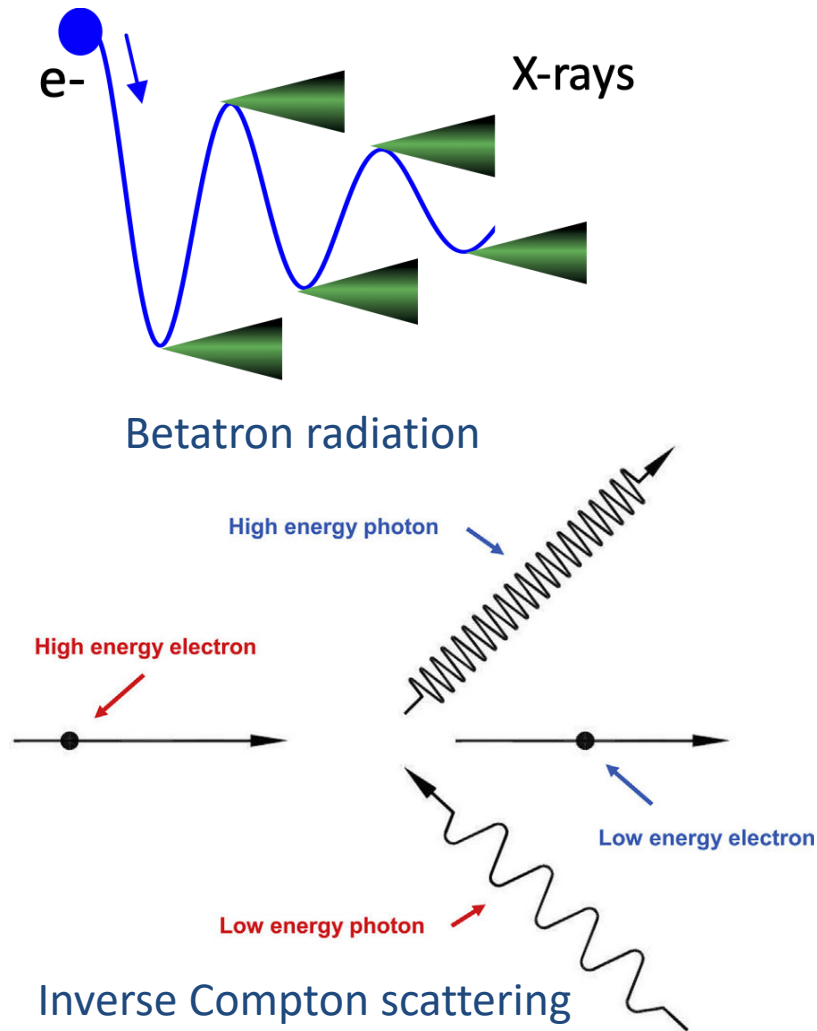 e-
X-rays
Betatron radiation
High energy photon
High energy electron
Low energy electron
Low energy photon
Inverse Compton scattering